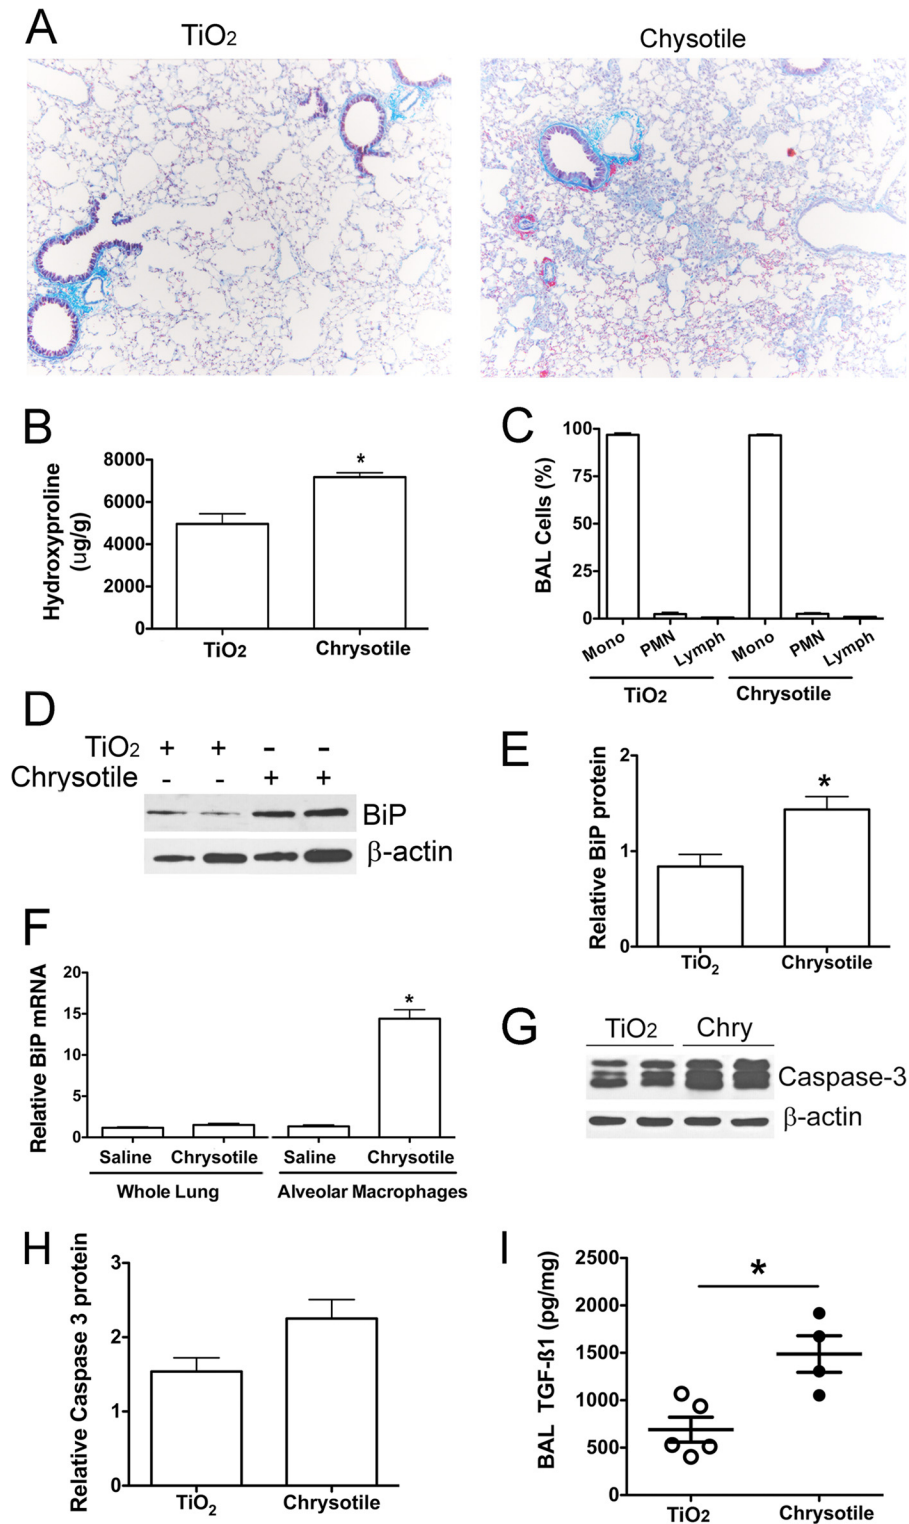 A
TiO2
Chysotile
B
Hydroxyproline
(ug/g)
8000
6000
4000
2000
0
*
TiO2
Chrysotile
C
BAL Cells (%)
100
75
50
25
0
Mono
PMN
Lymph
Mono
PMN
Lymph
TiO2
Chrysotile
D
TiO2 + + - -
Chrysotile - - + +
BiP
β-actin
E
Relative BiP protein
2
1
0
*
TiO2
Chrysotile
F
Relative BiP mRNA
20
15
10
5
0
*
Saline
Chrysotile
Saline
Chrysotile
Whole Lung
Alveolar Macrophages
G
TiO2
Chry
Caspase-3
β-actin
H
Relative Caspase 3 protein
3
2
1
0
TiO2
Chrysotile
I
BAL TGF-ß1 (pg/mg)
2500
2000
1500
1000
500
0
*
TiO2
Chrysotile